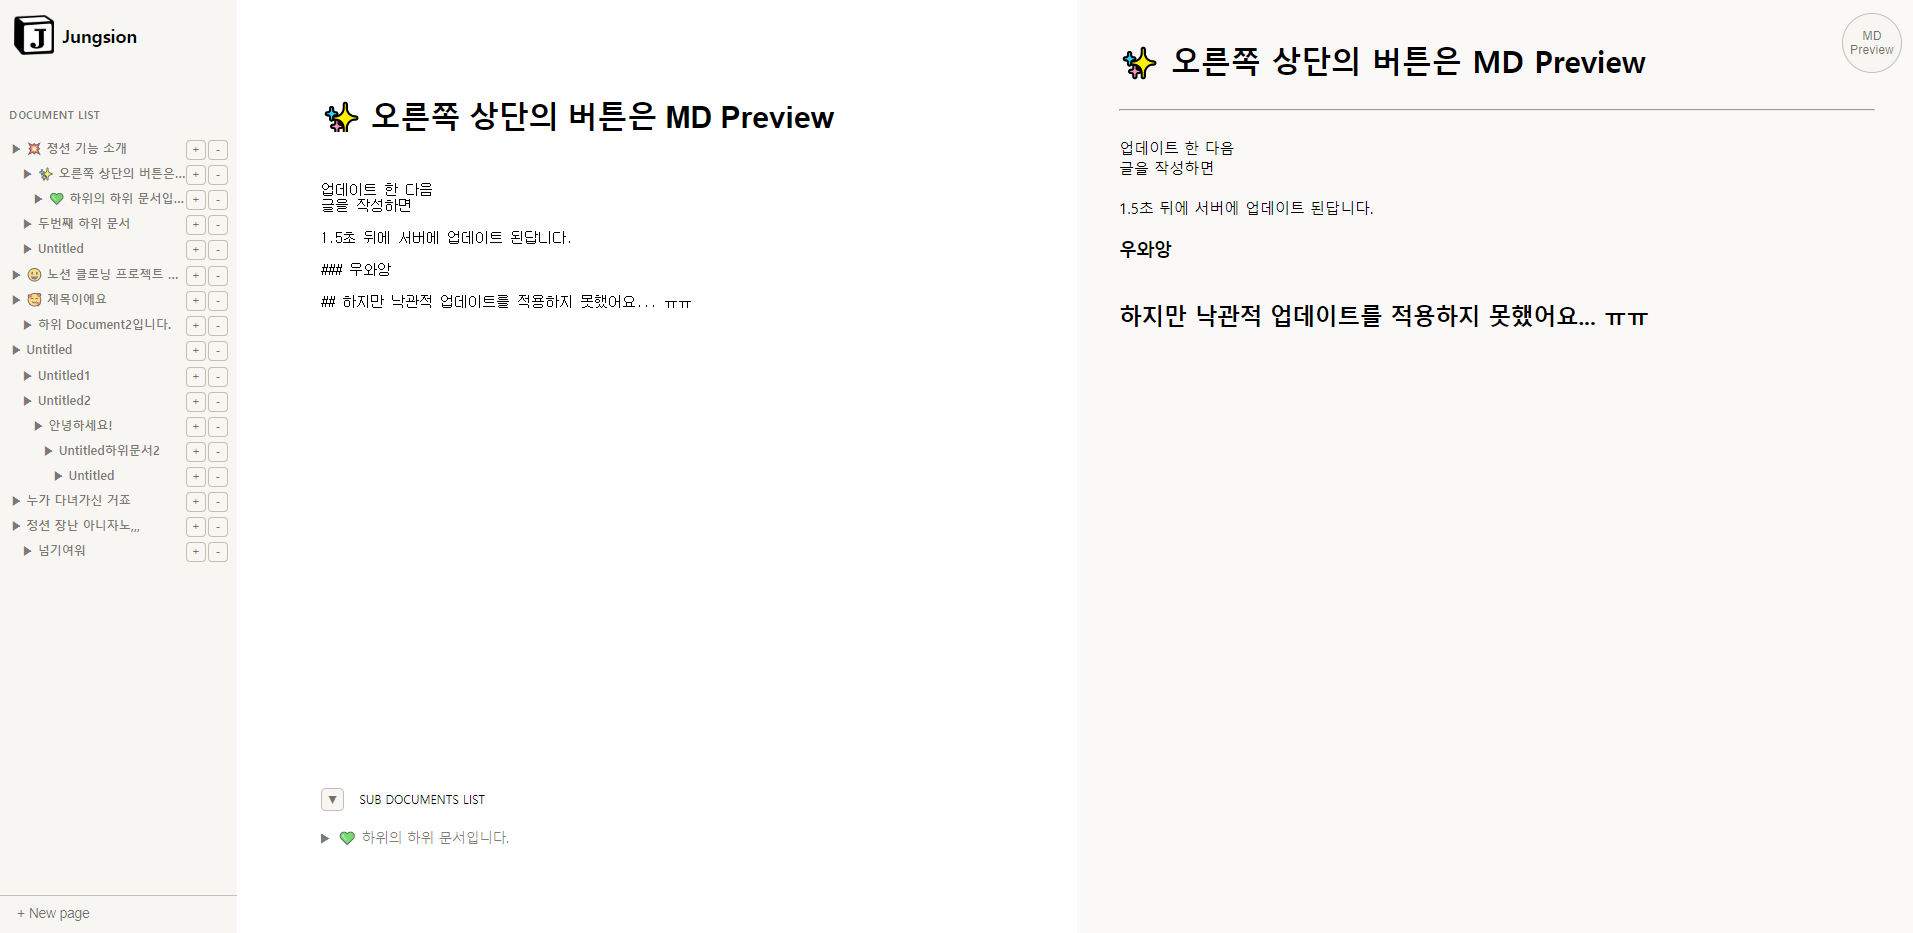 J Jungsion
DOCUMENT LIST
▶ 💥 정션 기능 소개 + -
▶ ✨ 오른쪽 상단의 버튼은... + -
▶ 💚 하위의 하위 문서입... + -
▶ 두번째 하위 문서 + -
▶ Untitled + -
▶ 😀 노션 클로닝 프로젝트 ... + -
▶ 🥰 제목이에요 + -
▶ 하위 Document2입니다. + -
▶ Untitled + -
▶ Untitled1 + -
▶ Untitled2 + -
▶ 안녕하세요! + -
▶ Untitled하위문서2 + -
▶ Untitled + -
▶ 누가 다녀가신 거죠 + -
▶ 정션 장난 아니자노,,, + -
▶ 넘기여워 + -
+ New page
✨ 오른쪽 상단의 버튼은 MD Preview
업데이트 한 다음
글을 작성하면
1.5초 뒤에 서버에 업데이트 된답니다.
### 우와앙
## 하지만 낙관적 업데이트를 적용하지 못했어요... ㅠㅠ
▼ SUB DOCUMENTS LIST
▶ 💚 하위의 하위 문서입니다.
MD
Preview
✨ 오른쪽 상단의 버튼은 MD Preview
업데이트 한 다음
글을 작성하면
1.5초 뒤에 서버에 업데이트 된답니다.
우와앙
하지만 낙관적 업데이트를 적용하지 못했어요... ㅠㅠ